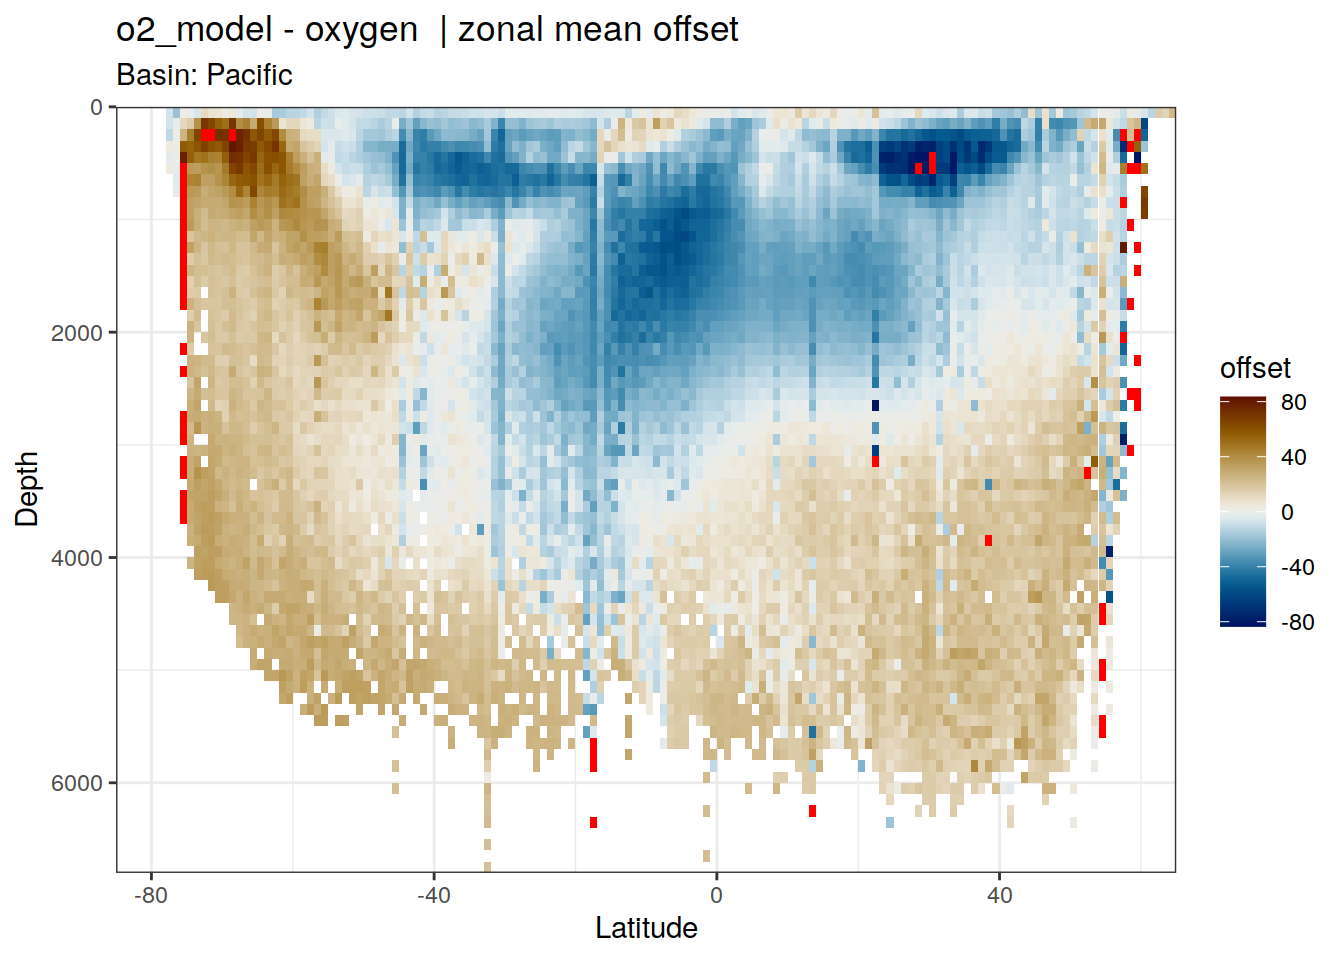 o2_model - oxygen  | zonal mean offset
Basin: Pacific
0
2000
4000
6000
Depth
-80
-40
0
40
Latitude
offset
80
40
0
-40
-80